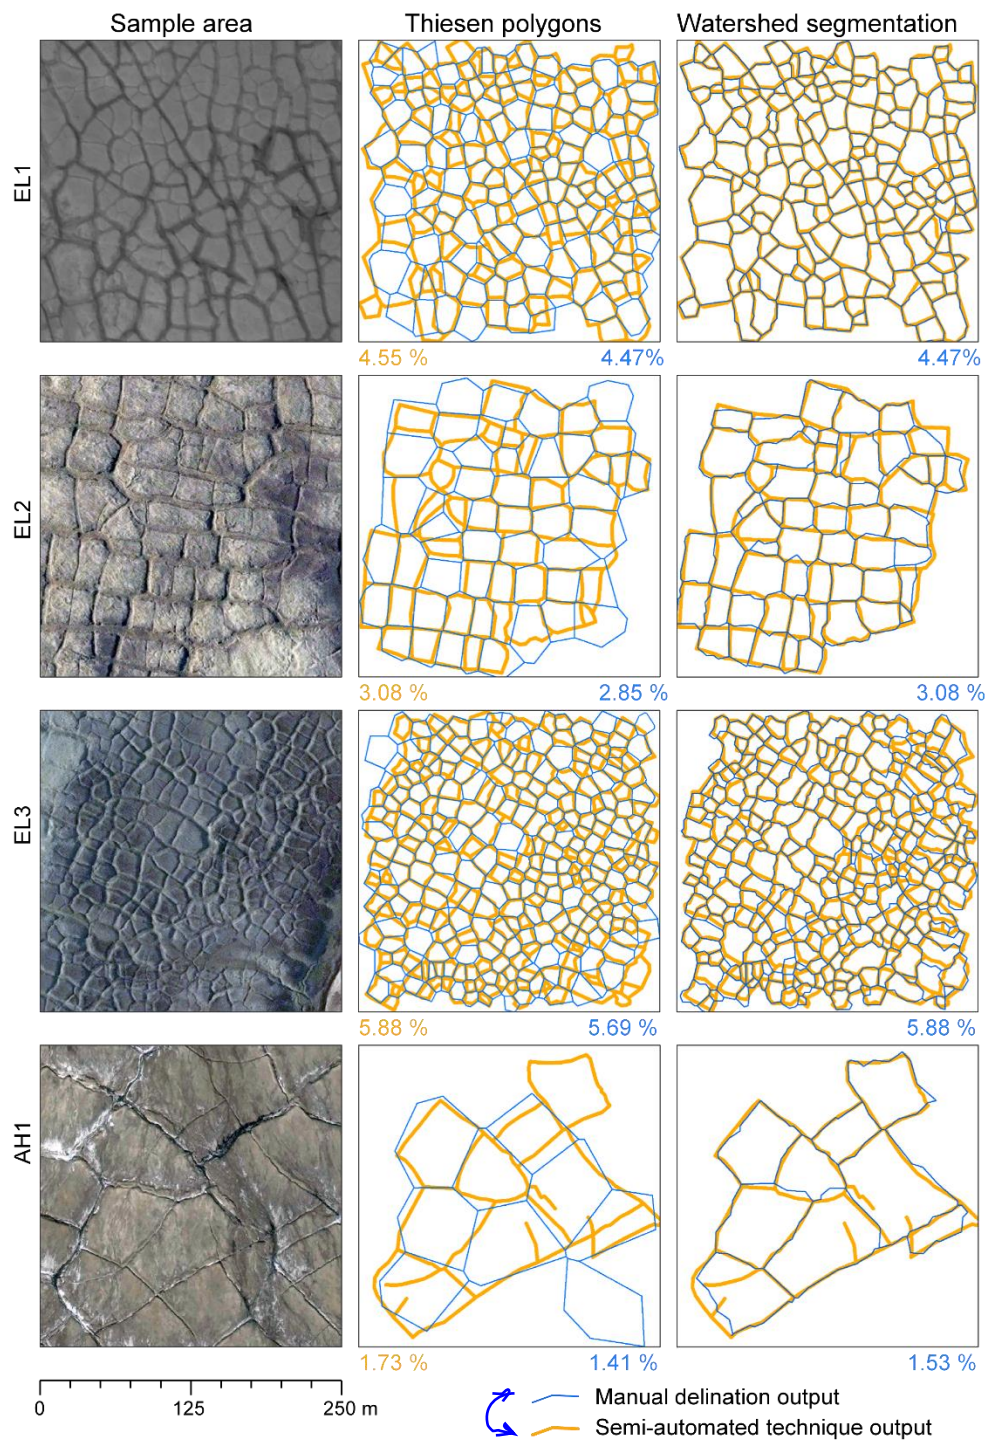 Sample area Thiesen polygons Watershed segmentation
EL1
4.55 % 4.47% 4.47%
EL2
3.08 % 2.85 % 3.08 %
EL3
5.88 % 5.69 % 5.88 %
AH1
1.73 % 1.41 % 1.53 %
0 125 250 m
Manual delination output
Semi-automated technique output